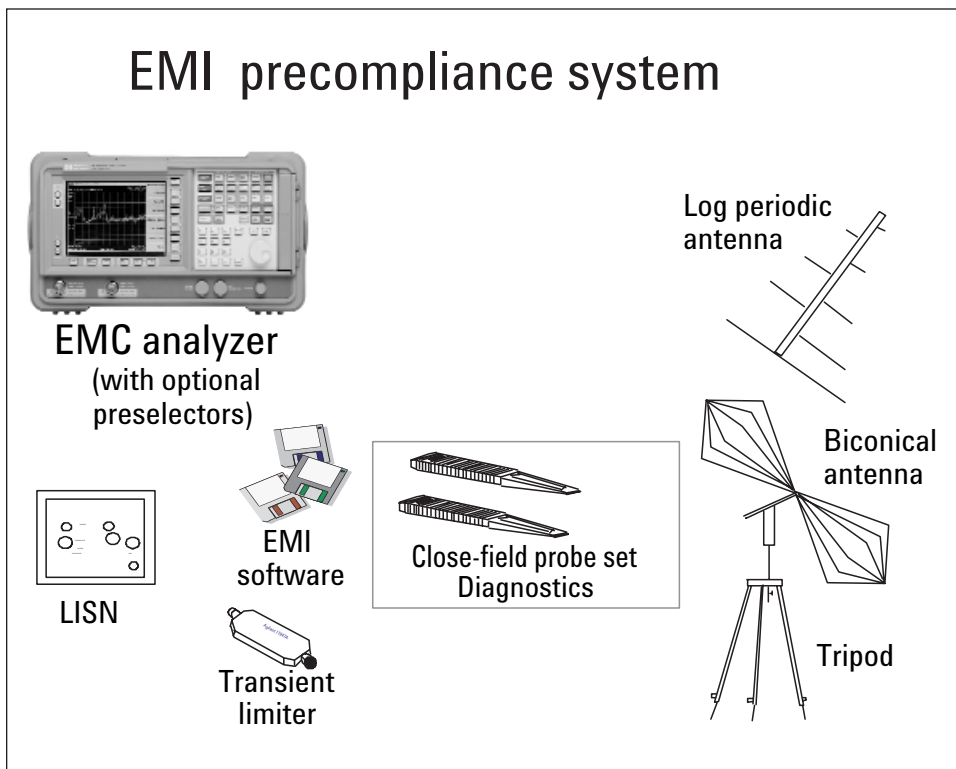 EMI precompliance system
EMC analyzer
(with optional
preselectors)
Log periodic
antenna
Biconical
antenna
LISN
EMI
software
Close-field probe set
Diagnostics
Transient
limiter
Tripod